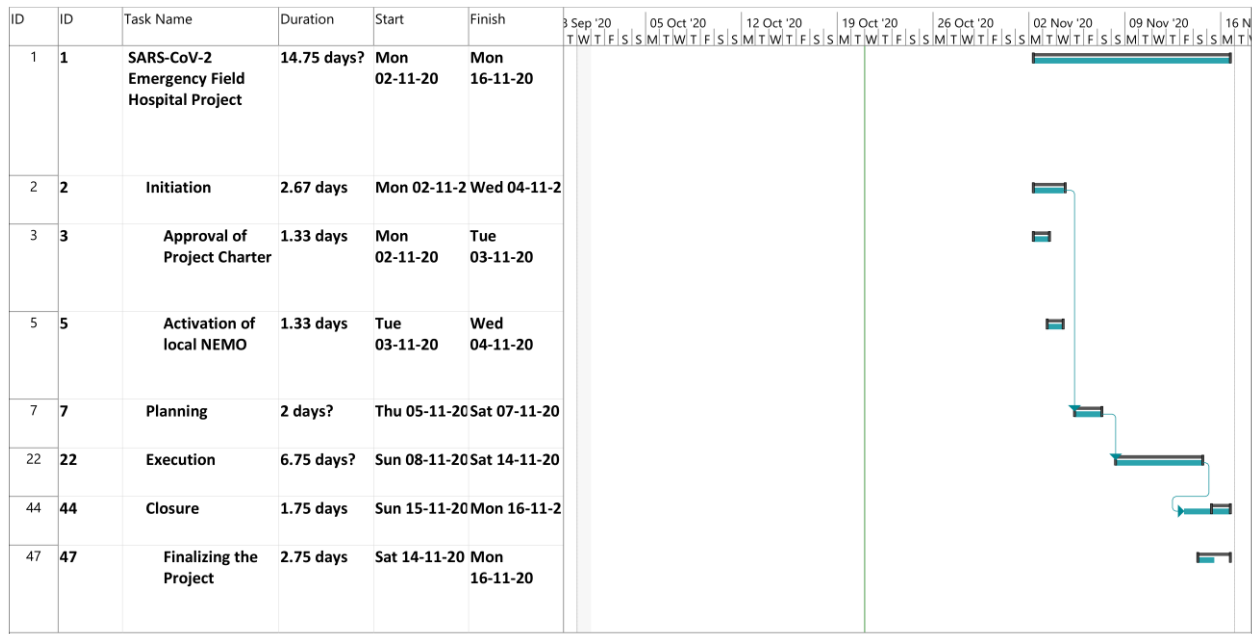 ID ID Task Name Duration Start Finish 3 Sep '20 05 Oct '20 12 Oct '20 19 Oct '20 26 Oct '20 02 Nov '20 09 Nov '20 16 N
T W T F S S M T W T F S S M T W T F S S M T W T F S S M T W T F S S M T W T F S S M T W T F S S M T
1 1 SARS-CoV-2 14.75 days? Mon Mon
Emergency Field 02-11-20 16-11-20
Hospital Project
2 2 Initiation 2.67 days Mon 02-11-2 Wed 04-11-2
3 3 Approval of 1.33 days Mon Tue
Project Charter 02-11-20 03-11-20
5 5 Activation of 1.33 days Tue Wed
local NEMO 03-11-20 04-11-20
7 7 Planning 2 days? Thu 05-11-20 Sat 07-11-20
22 22 Execution 6.75 days? Sun 08-11-20 Sat 14-11-20
44 44 Closure 1.75 days Sun 15-11-20 Mon 16-11-2
47 47 Finalizing the 2.75 days Sat 14-11-20 Mon
Project 16-11-20